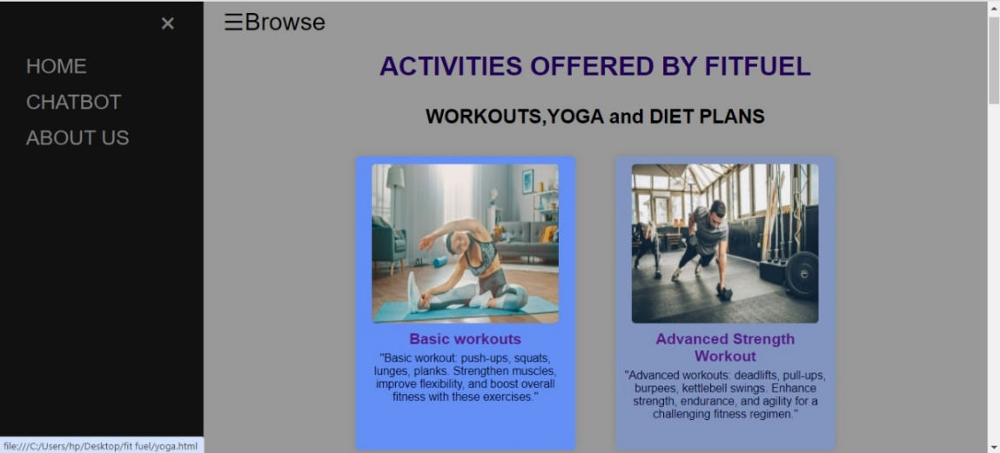 ×
☰Browse
HOME
CHATBOT
ABOUT US
ACTIVITIES OFFERED BY FITFUEL
WORKOUTS,YOGA and DIET PLANS
Basic workouts
"Basic workout: push-ups, squats,
lunges, planks. Strengthen muscles,
improve flexibility, and boost overall
fitness with these exercises."
Advanced Strength
Workout
"Advanced workouts: deadlifts, pull-ups,
burpees, kettlebell swings. Enhance
strength, endurance, and agility for a
challenging fitness regimen."
file:///C:/Users/hp/Desktop/fit fuel/yoga.html